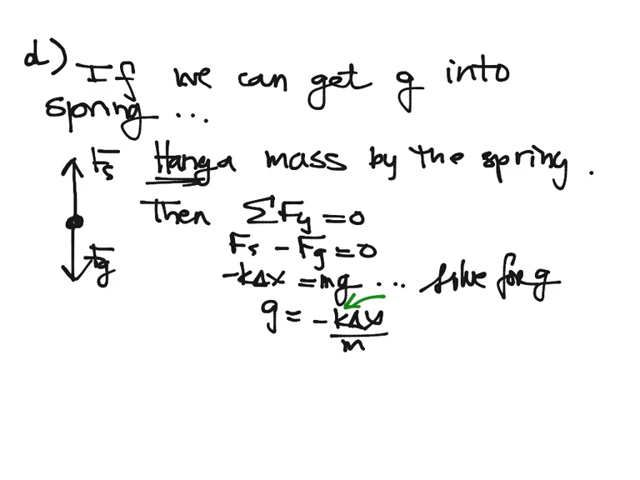 d) If we can get g into
spring ...
Fs Hang a mass by the spring.
Then ΣFy = 0
Fs - Fg = 0
Fg
-kΔx = mg ... solve for g
g = - kΔx
m